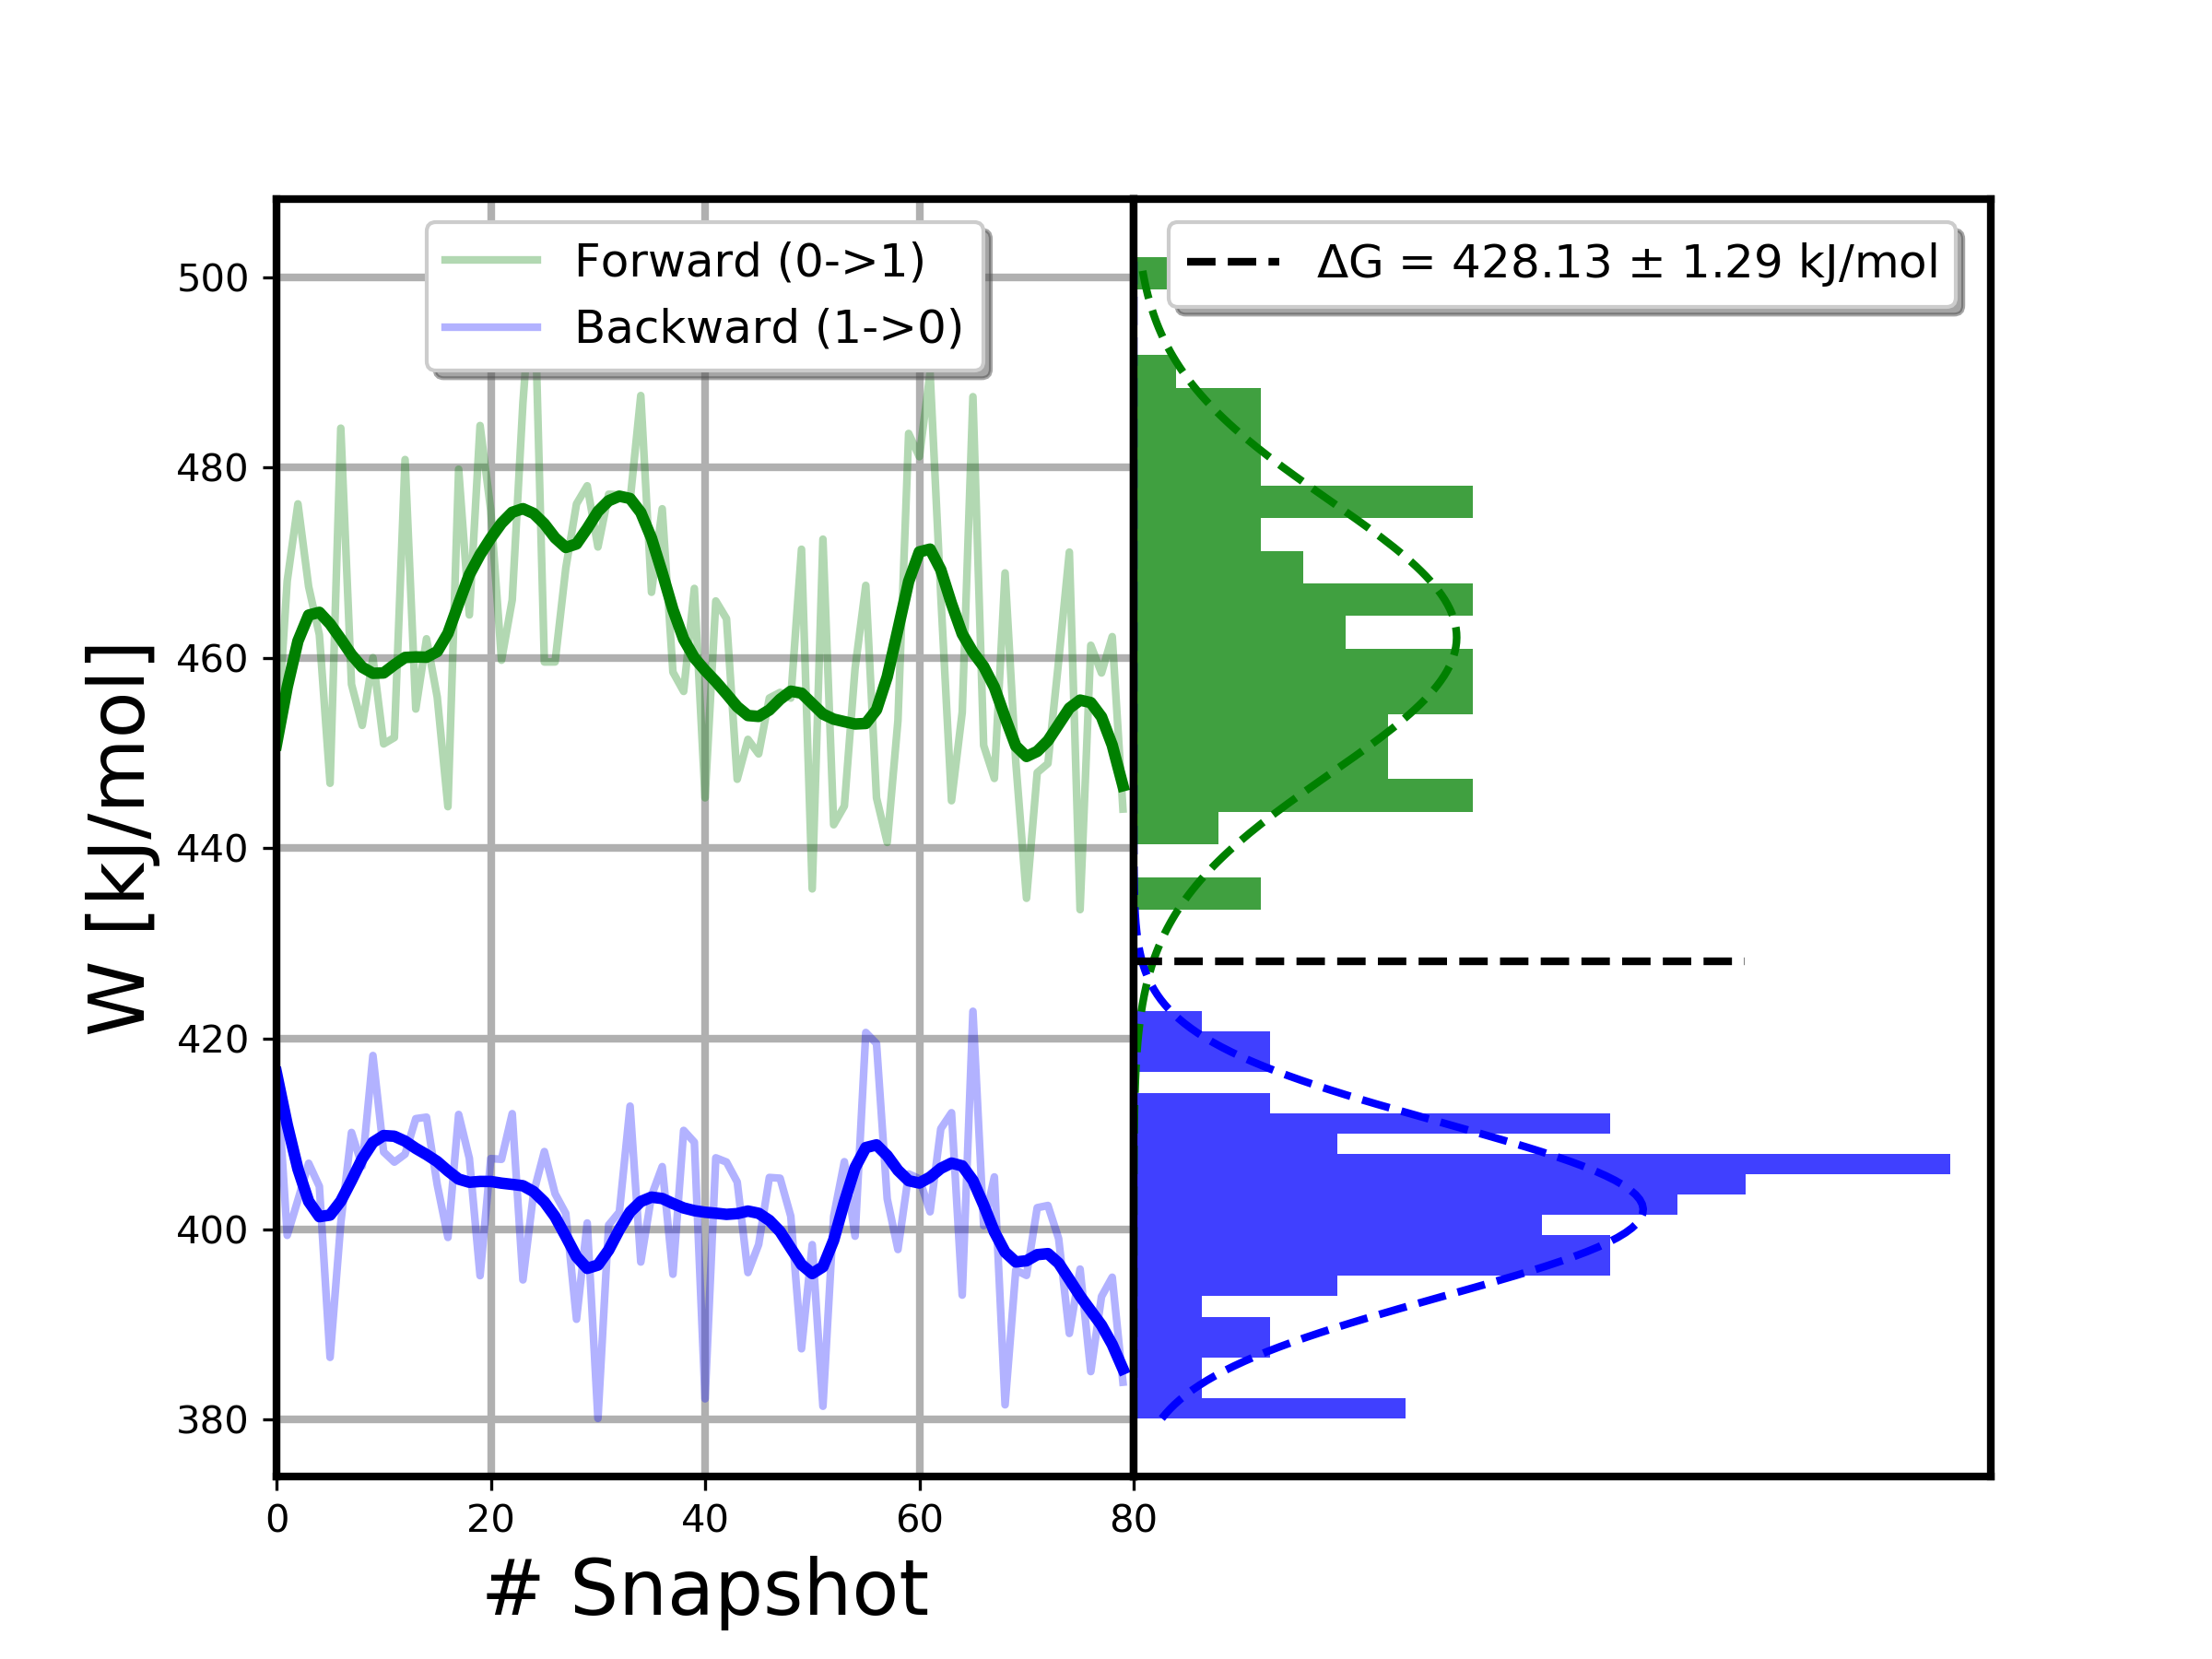 Forward (0->1)
Backward (1->0)
ΔG = 428.13 ± 1.29 kJ/mol
W [kJ/mol]
500
480
460
440
420
400
380
0 20 40 60 80
# Snapshot